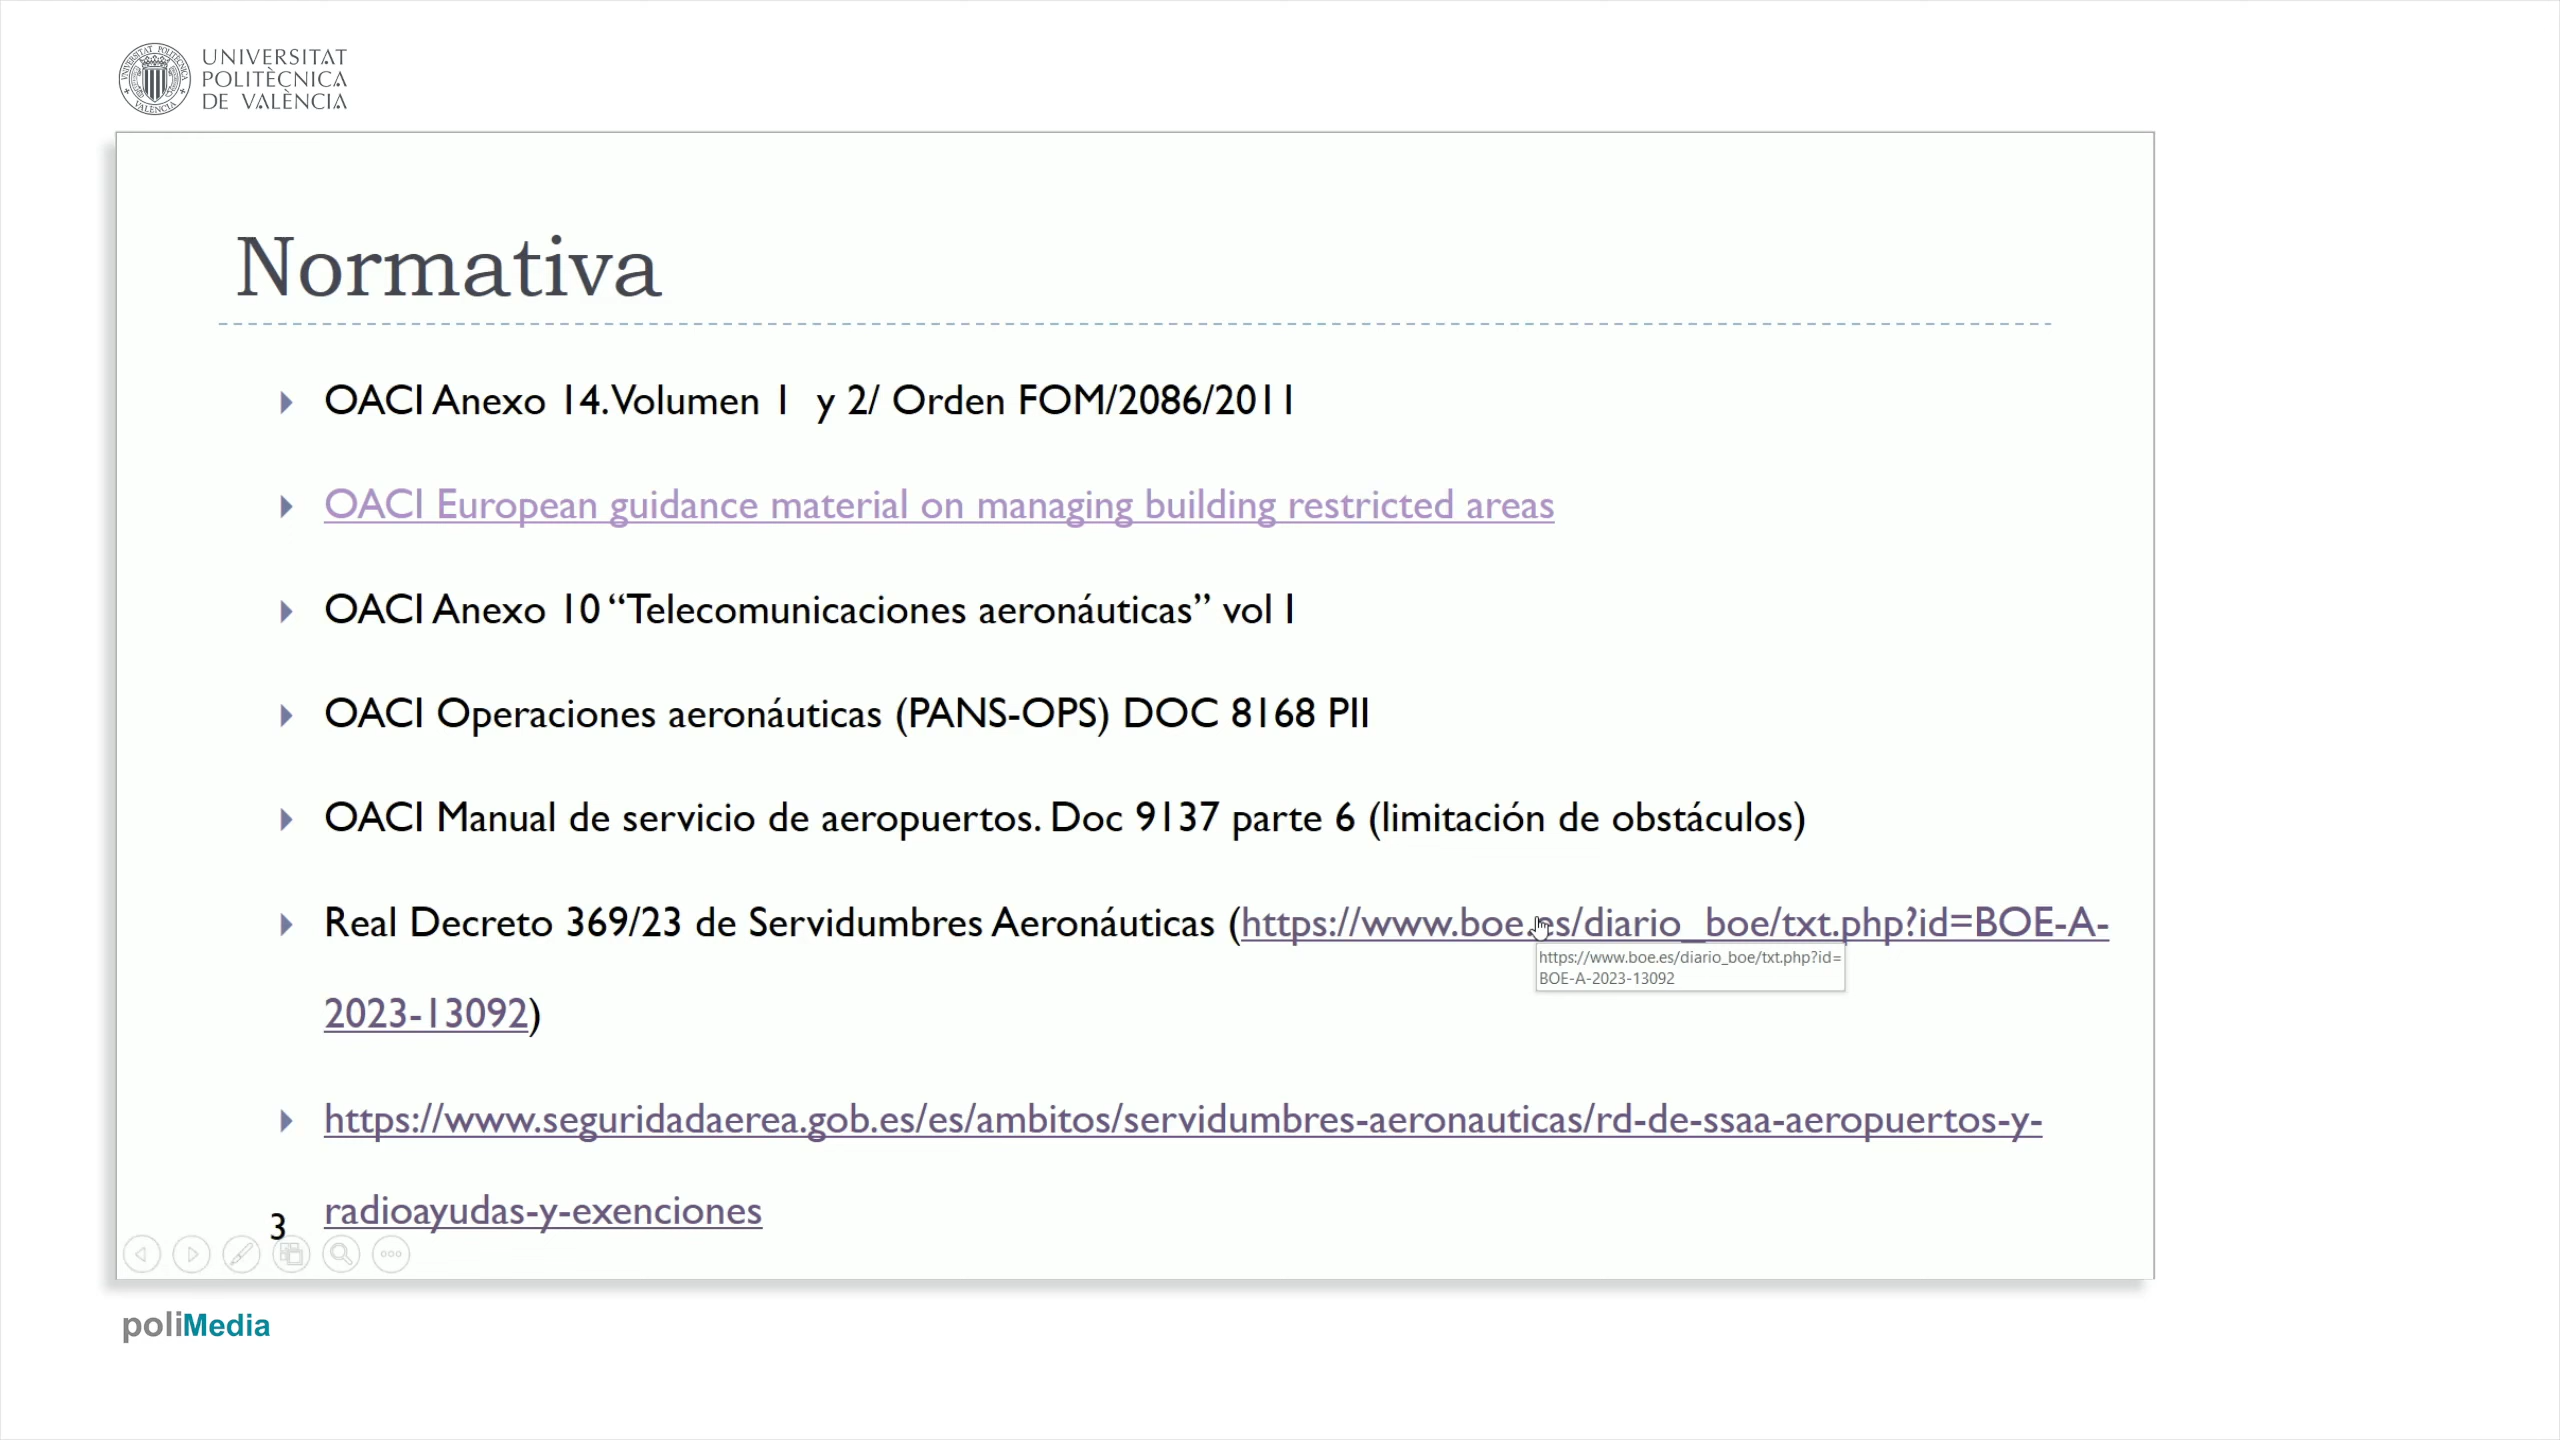 UNIVERSITAT
POLITÈCNICA
DE VALÈNCIA
Normativa
OACI Anexo 14. Volumen 1 y 2/ Orden FOM/2086/2011
OACI European guidance material on managing building restricted areas
OACI Anexo 10 “Telecomunicaciones aeronáuticas” vol I
OACI Operaciones aeronáuticas (PANS-OPS) DOC 8168 PII
OACI Manual de servicio de aeropuertos. Doc 9137 parte 6 (limitación de obstáculos)
Real Decreto 369/23 de Servidumbres Aeronáuticas (https://www.boe.es/diario_boe/txt.php?id=BOE-A-
https://www.boe.es/diario_boe/txt.php?id=
BOE-A-2023-13092
2023-13092)
https://www.seguridadaerea.gob.es/es/ambitos/servidumbres-aeronauticas/rd-de-ssaa-aeropuertos-y-
radioayudas-y-exenciones
3
poliMedia